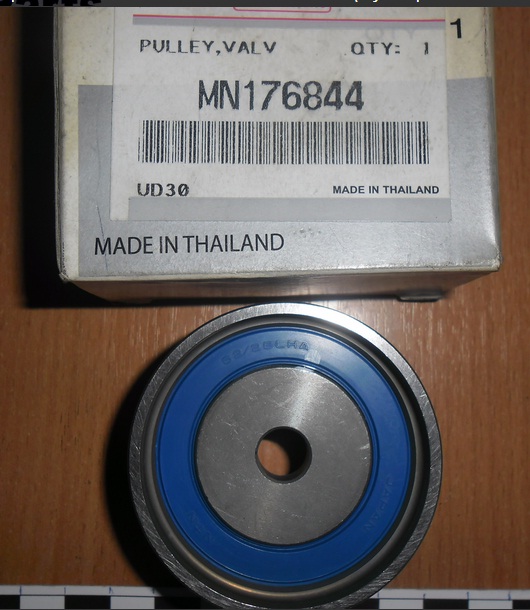 1
PULLEY,VALV QTY: 1
MN176844
UD30 MADE IN THAILAND
MADE IN THAILAND